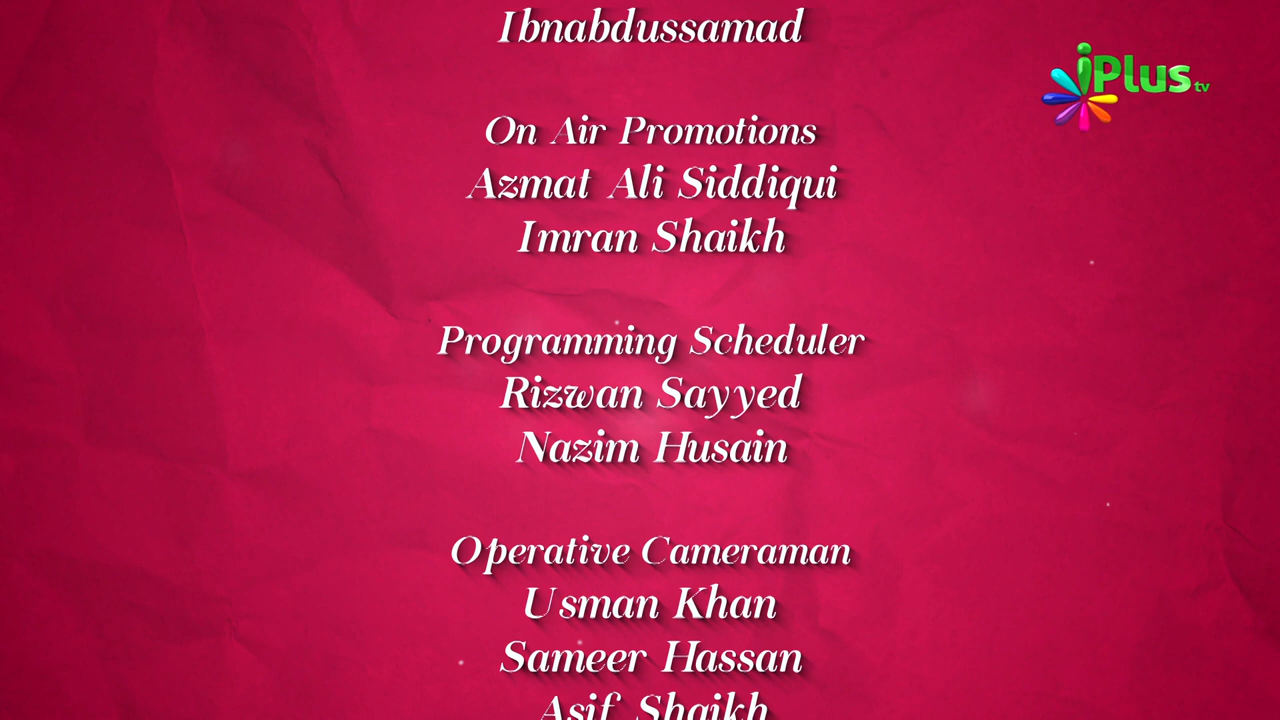 Ibnabdussamad
iPlus tv
On Air Promotions
Azmat Ali Siddiqui
Imran Shaikh
Programming Scheduler
Rizwan Sayyed
Nazim Husain
Operative Cameraman
Usman Khan
Sameer Hassan
Asif Shaikh